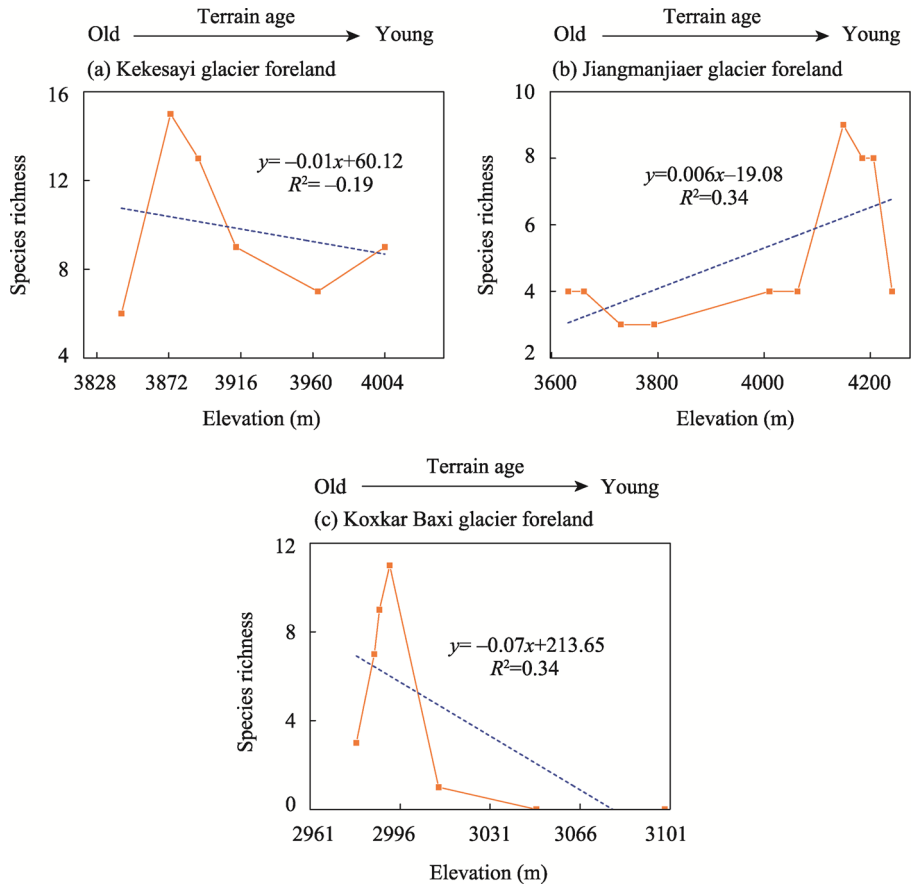 Terrain age
Old Young
(a) Kekesayi glacier foreland
16
12
8
4
Species richness
y= –0.01x+60.12
R²= –0.19
3828 3872 3916 3960 4004
Elevation (m)
Terrain age
Old Young
(b) Jiangmanjiaer glacier foreland
10
8
6
4
2
Species richness
y=0.006x–19.08
R²=0.34
3600 3800 4000 4200
Elevation (m)
Terrain age
Old Young
(c) Koxkar Baxi glacier foreland
12
8
4
0
Species richness
y= –0.07x+213.65
R²=0.34
2961 2996 3031 3066 3101
Elevation (m)